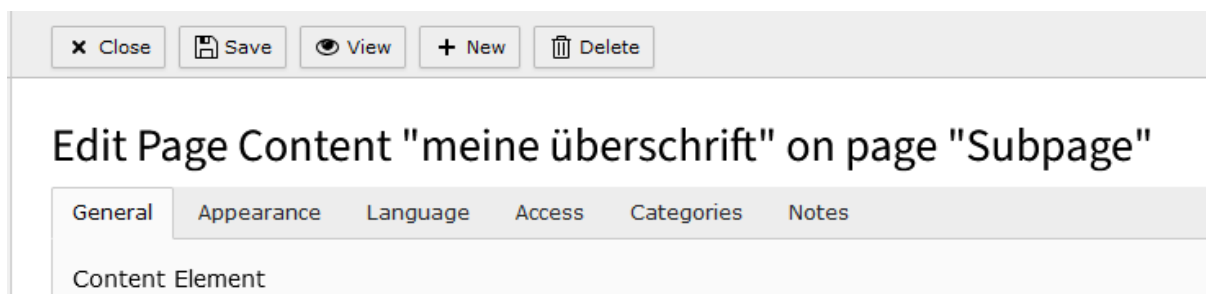 Close Save View New Delete
Edit Page Content "meine überschrift" on page "Subpage"
General Appearance Language Access Categories Notes
Content Element